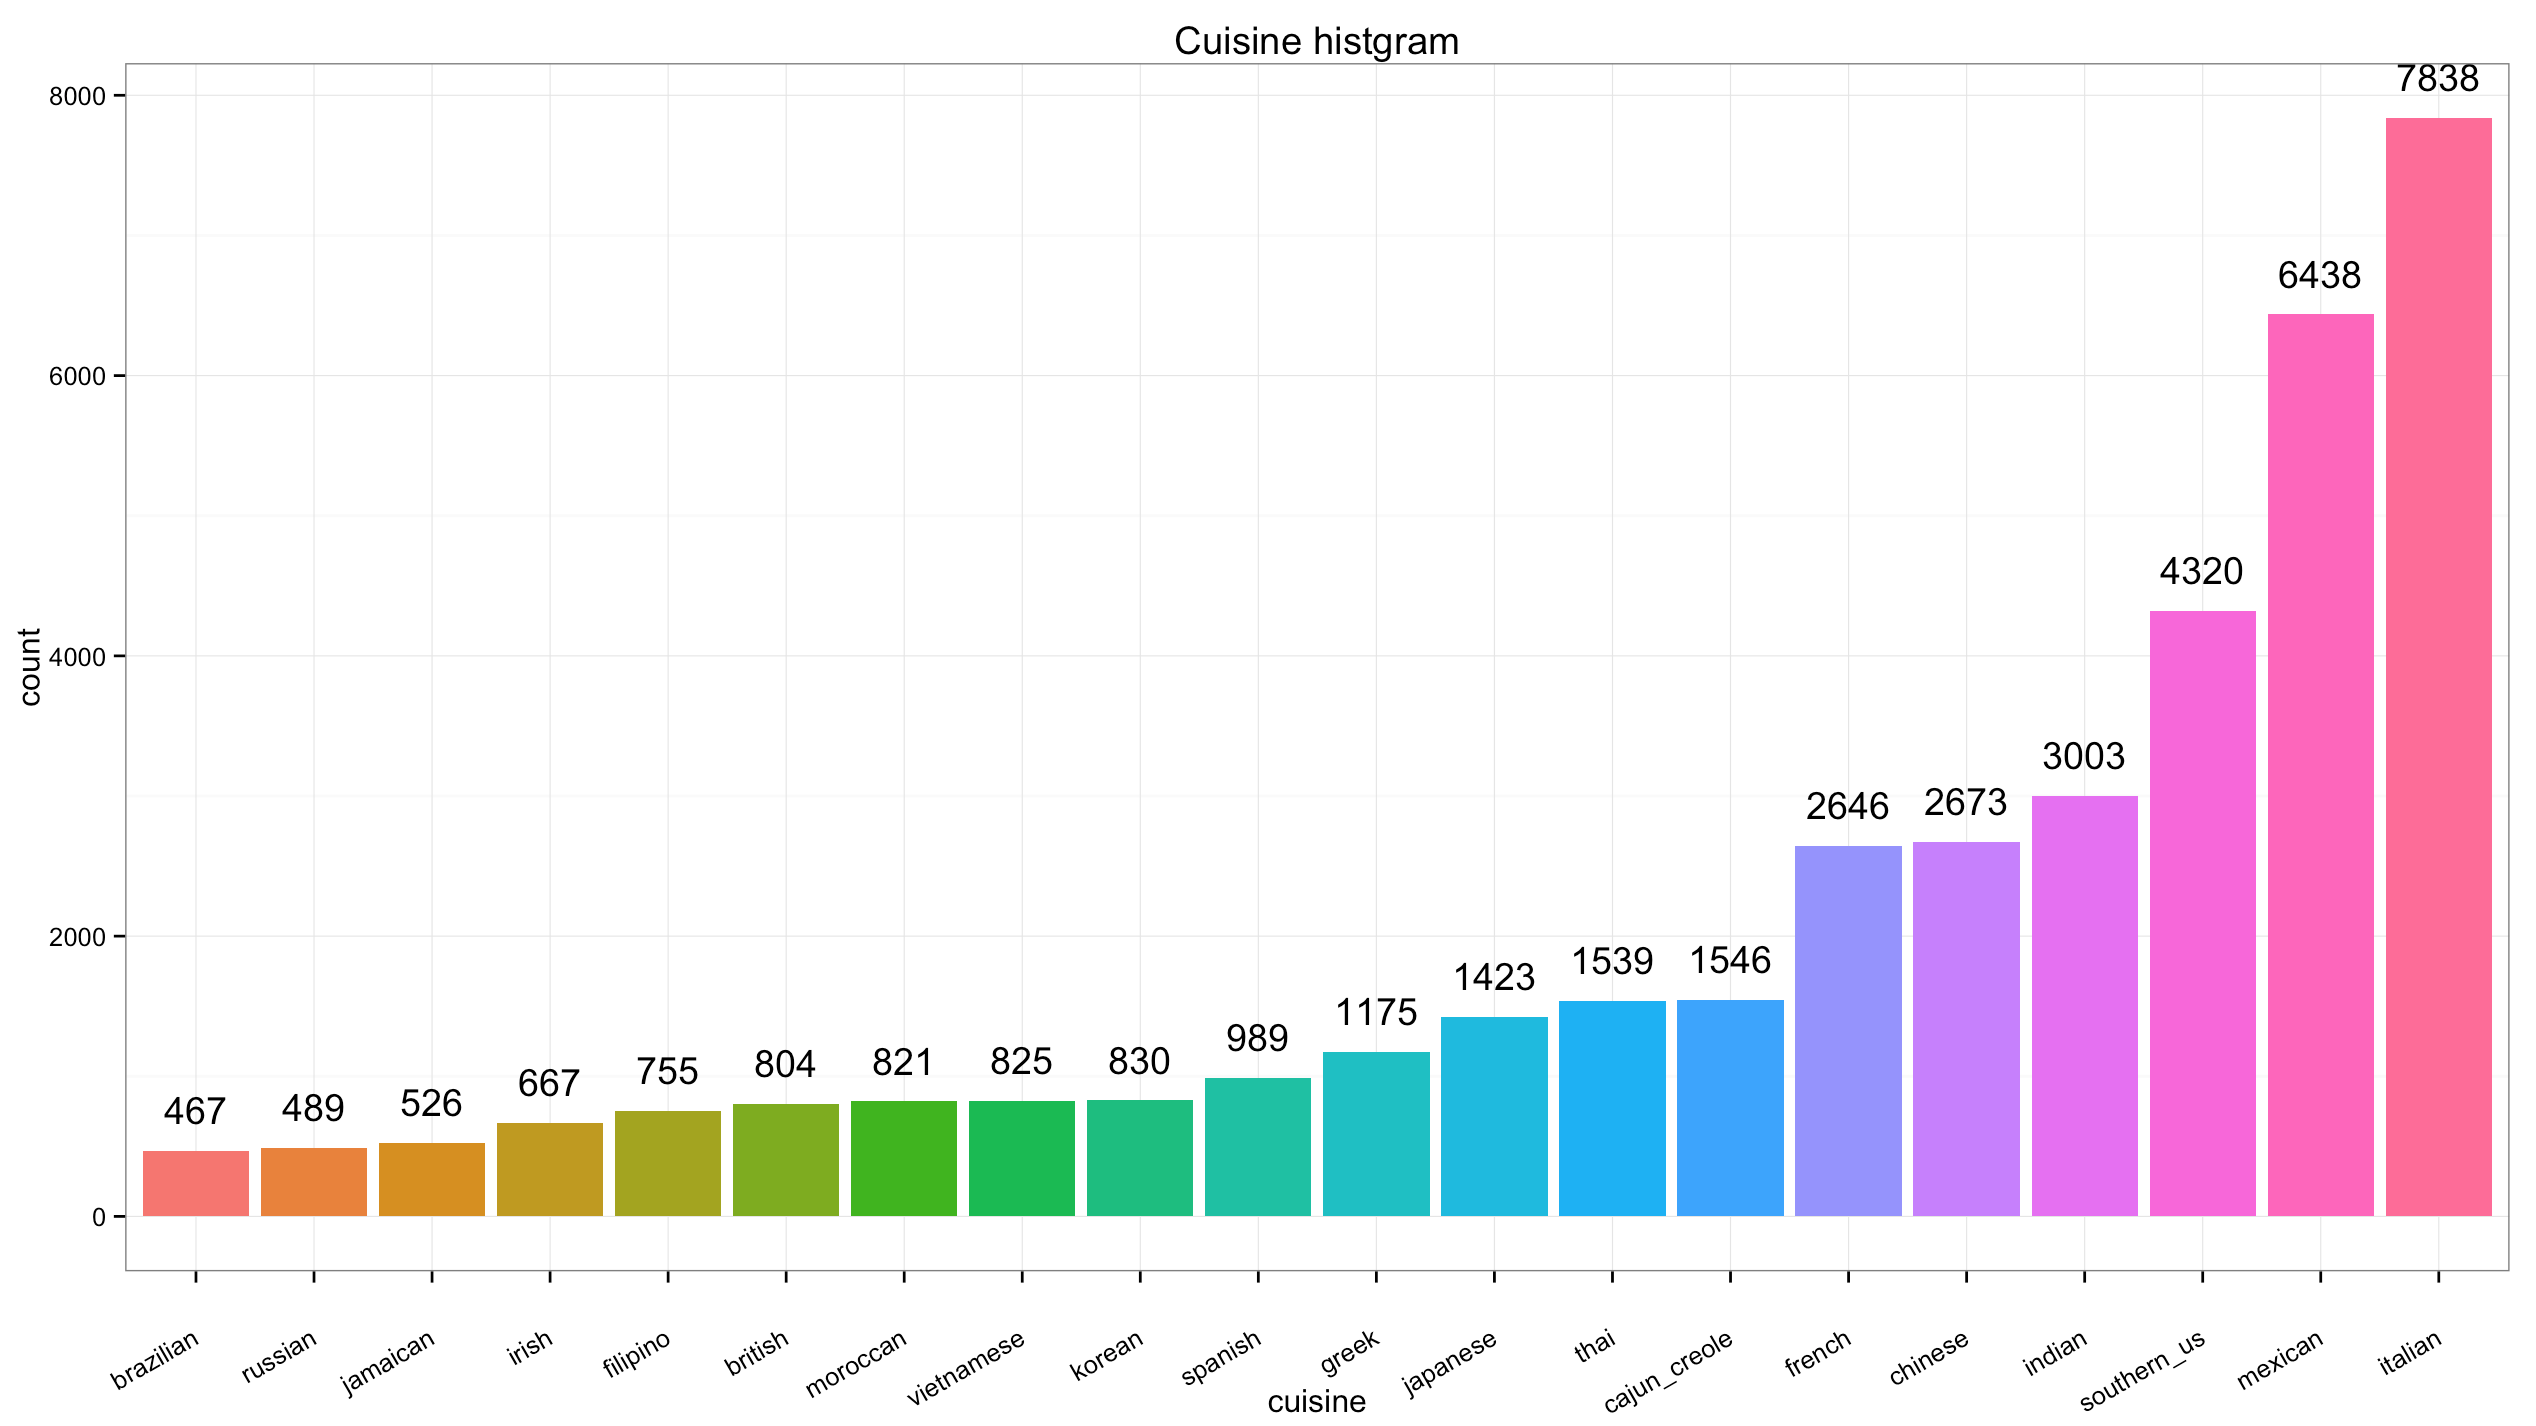 Cuisine histgram
count
8000
6000
4000
2000
0
467
489
526
667
755
804
821
825
830
989
1175
1423
1539
1546
2646
2673
3003
4320
6438
7838
brazilian
russian
jamaican
irish
filipino
british
moroccan
vietnamese
korean
spanish
greek
japanese
thai
cajun_creole
french
chinese
indian
southern_us
mexican
italian
cuisine